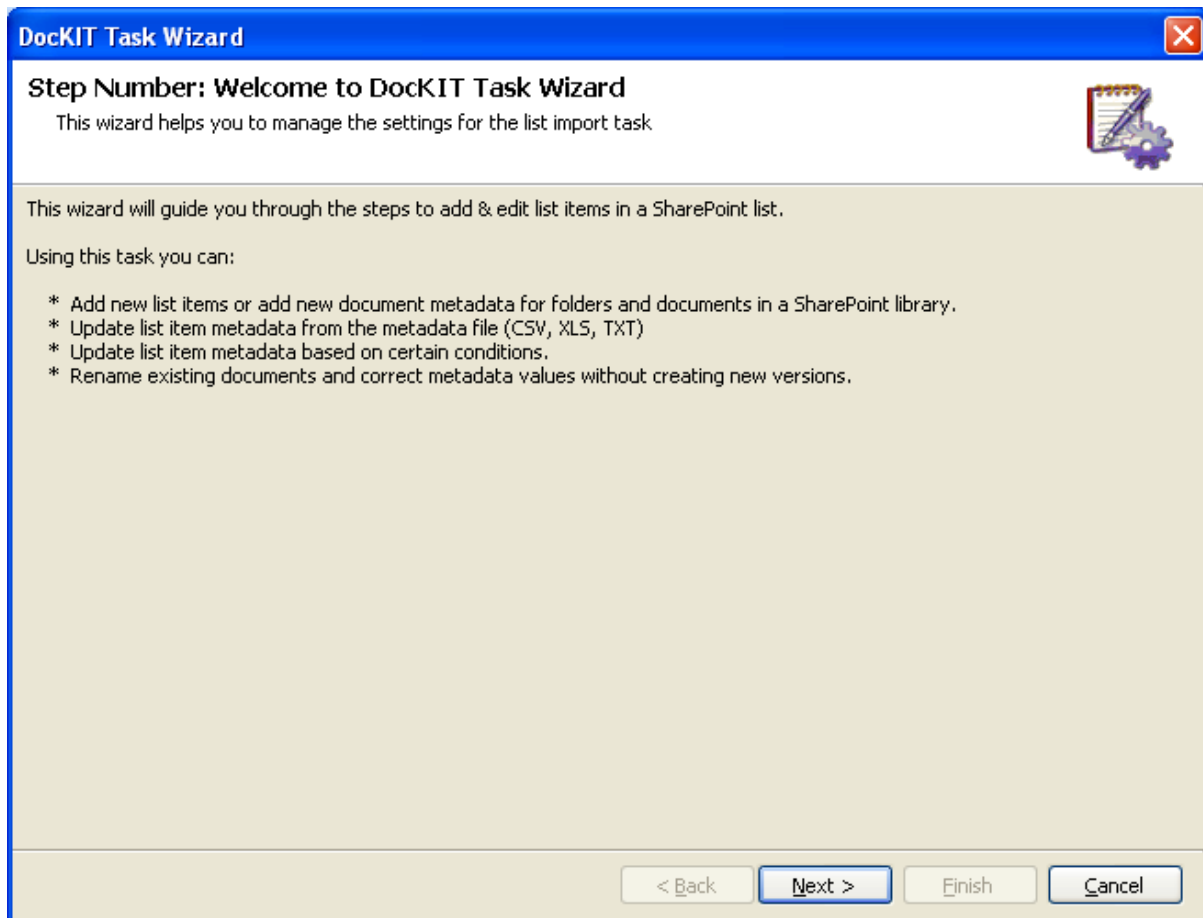 DocKIT Task Wizard
Step Number: Welcome to DocKIT Task Wizard
This wizard helps you to manage the settings for the list import task
This wizard will guide you through the steps to add & edit list items in a SharePoint list.
Using this task you can:
* Add new list items or add new document metadata for folders and documents in a SharePoint library.
* Update list item metadata from the metadata file (CSV, XLS, TXT)
* Update list item metadata based on certain conditions.
* Rename existing documents and correct metadata values without creating new versions.
< Back Next > Finish Cancel